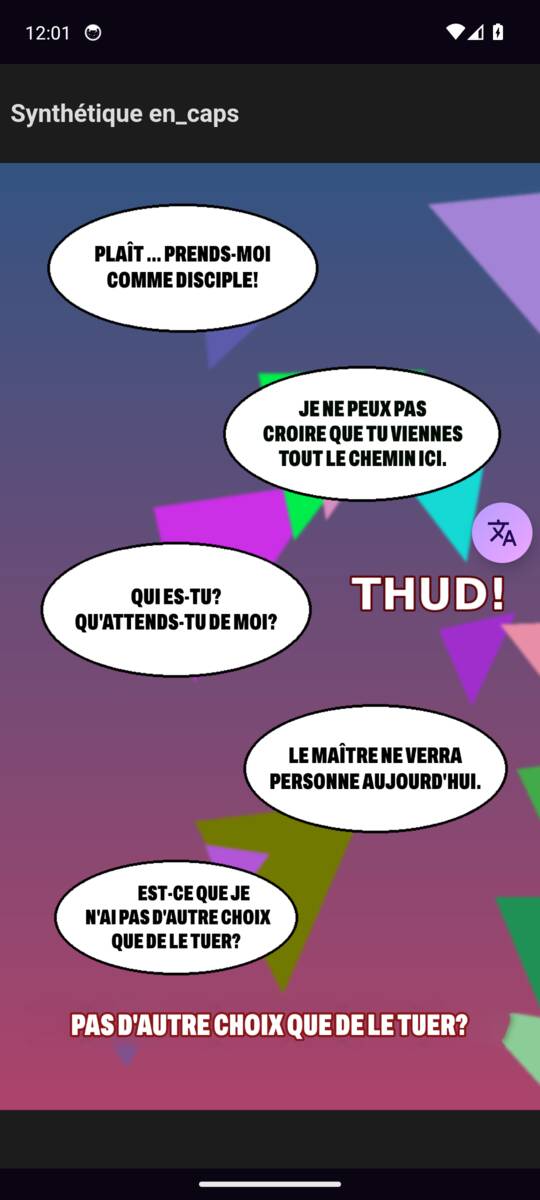 12:01
Synthétique en_caps
PLAÎT ... PRENDS-MOI
COMME DISCIPLE!
JE NE PEUX PAS
CROIRE QUE TU VIENNES
TOUT LE CHEMIN ICI.
QUI ES-TU?
QU'ATTENDS-TU DE MOI?
THUD!
LE MAÎTRE NE VERRA
PERSONNE AUJOURD'HUI.
EST-CE QUE JE
N'AI PAS D'AUTRE CHOIX
QUE DE LE TUER?
PAS D'AUTRE CHOIX QUE DE LE TUER?